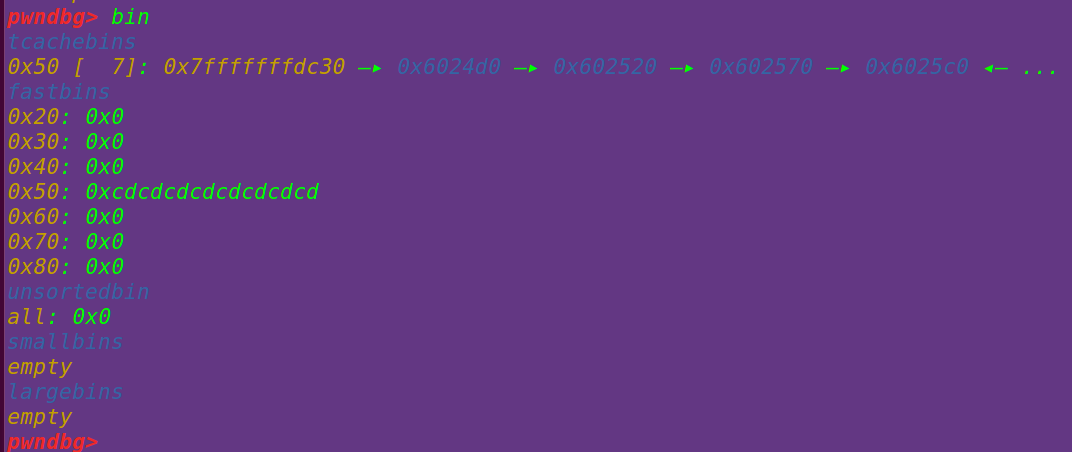 pwndbg> bin
tcachebins
0x50 [  7]: 0x7fffffffdc30 —▸ 0x6024d0 —▸ 0x602520 —▸ 0x602570 —▸ 0x6025c0 ◂— ...
fastbins
0x20: 0x0
0x30: 0x0
0x40: 0x0
0x50: 0xcdcdcdcdcdcdcdcd
0x60: 0x0
0x70: 0x0
0x80: 0x0
unsortedbin
all: 0x0
smallbins
empty
largebins
empty
pwndbg>